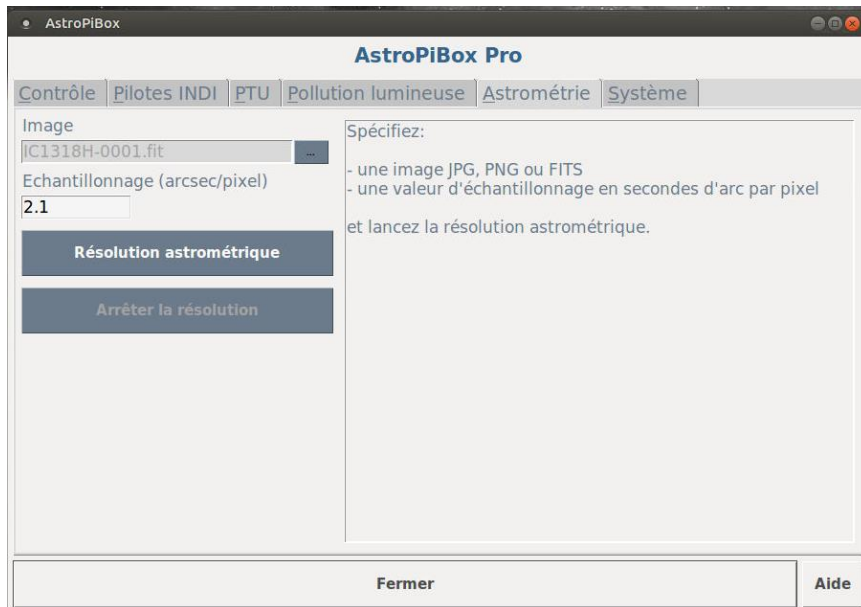 AstroPiBox
AstroPiBox Pro
Contrôle Pilotes INDI PTU Pollution lumineuse Astrométrie Système
Image
IC1318H-0001.fit ...
Echantillonnage (arcsec/pixel)
2.1
Résolution astrométrique
Arrêter la résolution
Spécifiez:
- une image JPG, PNG ou FITS
- une valeur d'échantillonnage en secondes d'arc par pixel
et lancez la résolution astrométrique.
Fermer
Aide